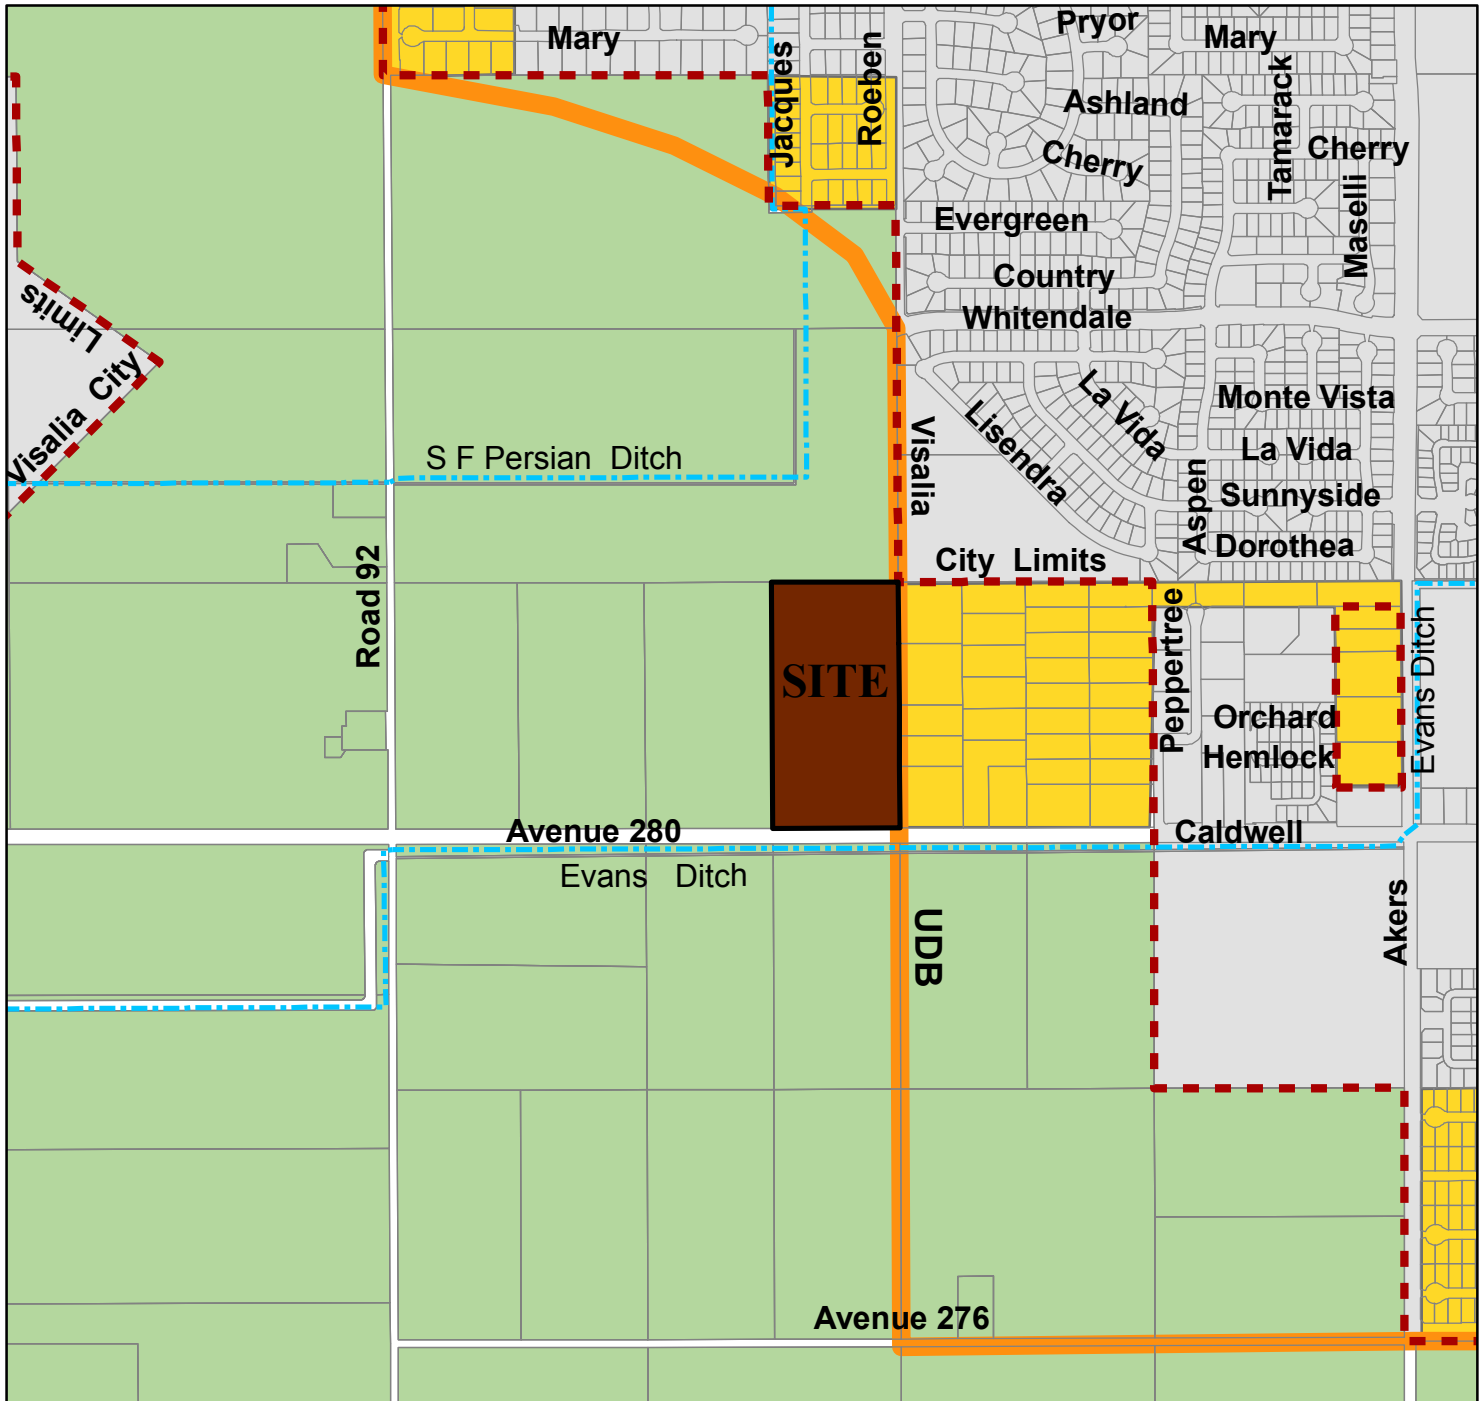 Mary
Jacques
Roeben
Pryor
Mary
Ashland
Tamarack
Cherry
Cherry
Evergreen
Maselli
Country
Whitendale
Visalia City Limits
La Vida
Monte Vista
Lisendra
La Vida
S F Persian Ditch
Visalia
Aspen
Sunnyside
Dorothea
City Limits
Road 92
SITE
Peppertree
Evans Ditch
Orchard
Hemlock
Avenue 280
Caldwell
Evans Ditch
UDB
Akers
Avenue 276